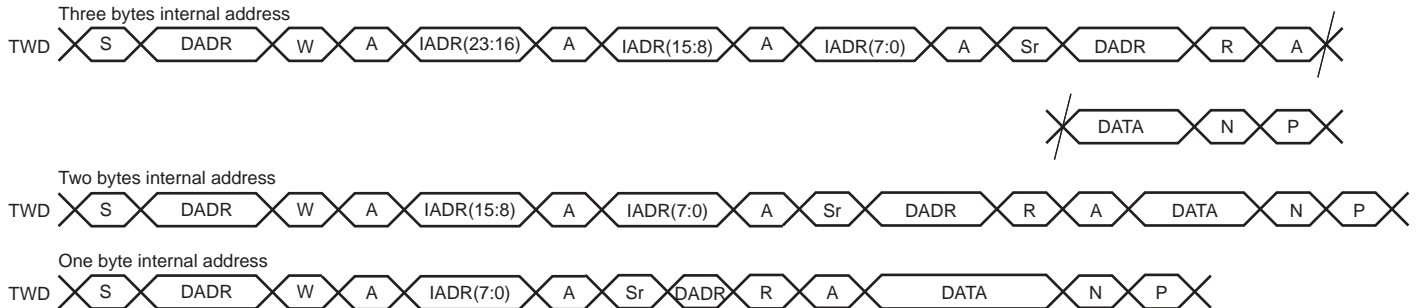 Three bytes internal address
TWD S DADR W A IADR(23:16) A IADR(15:8) A IADR(7:0) A Sr DADR R A
DATA N P
Two bytes internal address
TWD S DADR W A IADR(15:8) A IADR(7:0) A Sr DADR R A DATA N P
One byte internal address
TWD S DADR W A IADR(7:0) A Sr DADR R A DATA N P